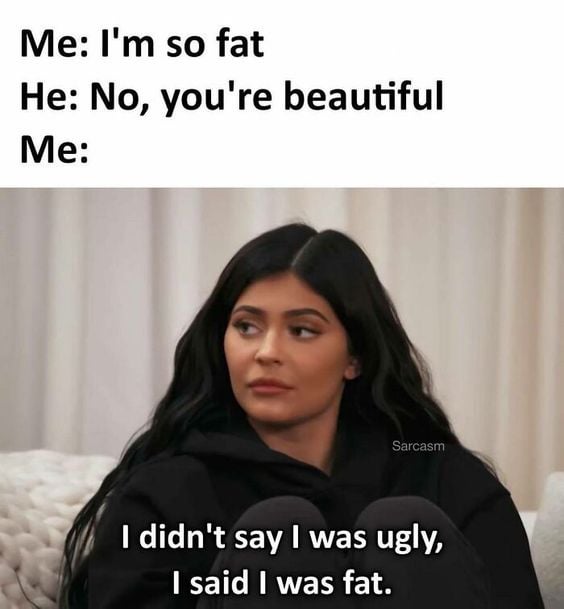 Me: I'm so fat
He: No, you're beautiful
Me:
Sarcasm
I didn't say I was ugly,
I said I was fat.